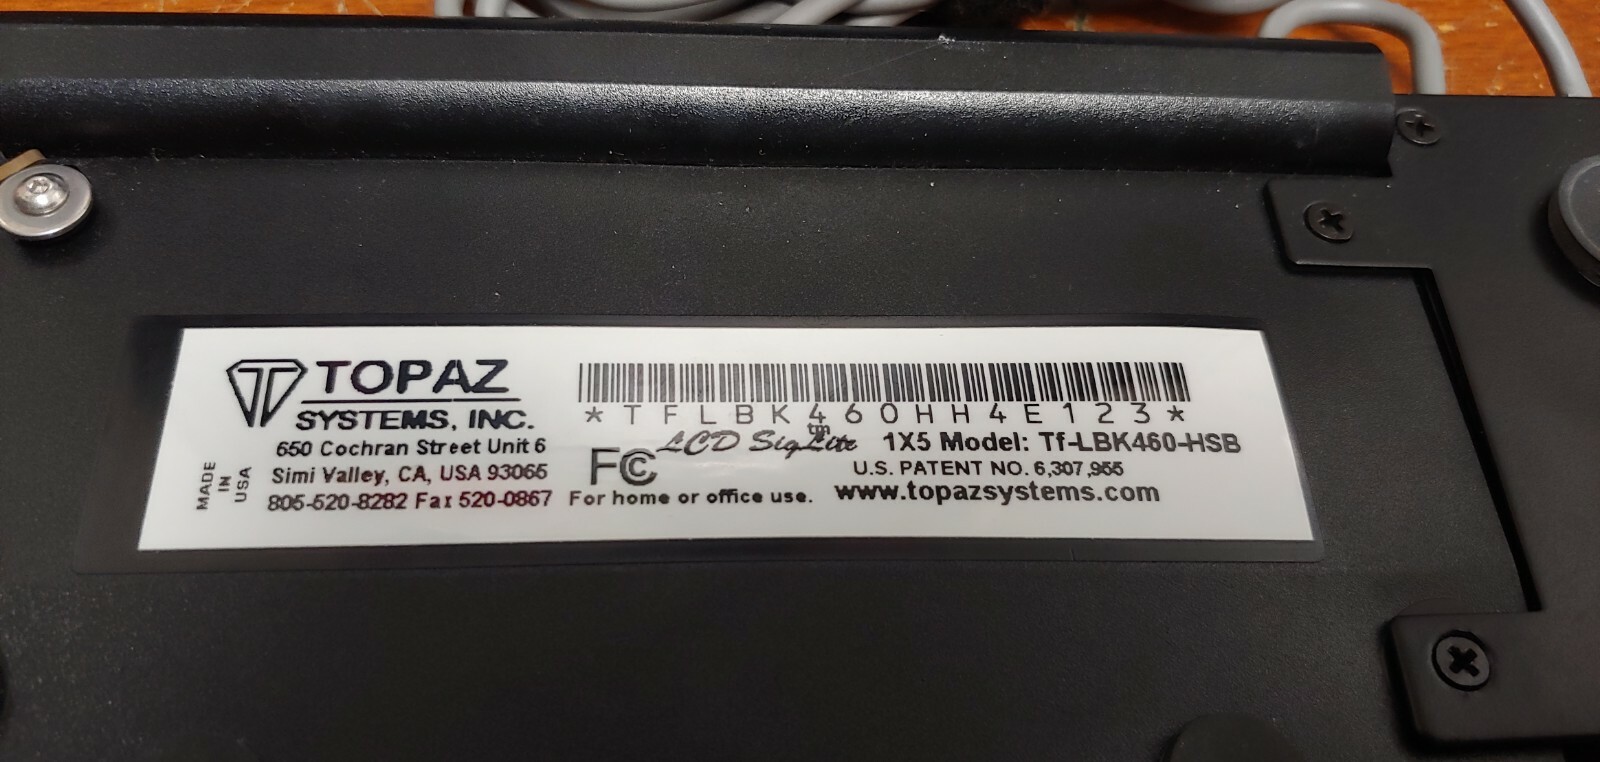 TOPAZ
SYSTEMS, INC.
650 Cochran Street Unit 6
Simi Valley, CA, USA 93065
805-520-8282 Fax 520-0867
MADE
IN
USA
*TFLBK460HH4E123*
FC LCD SigLite tm 1X5 Model: Tf-LBK460-HSB
U.S. PATENT NO. 6,307,955
For home or office use. www.topazsystems.com